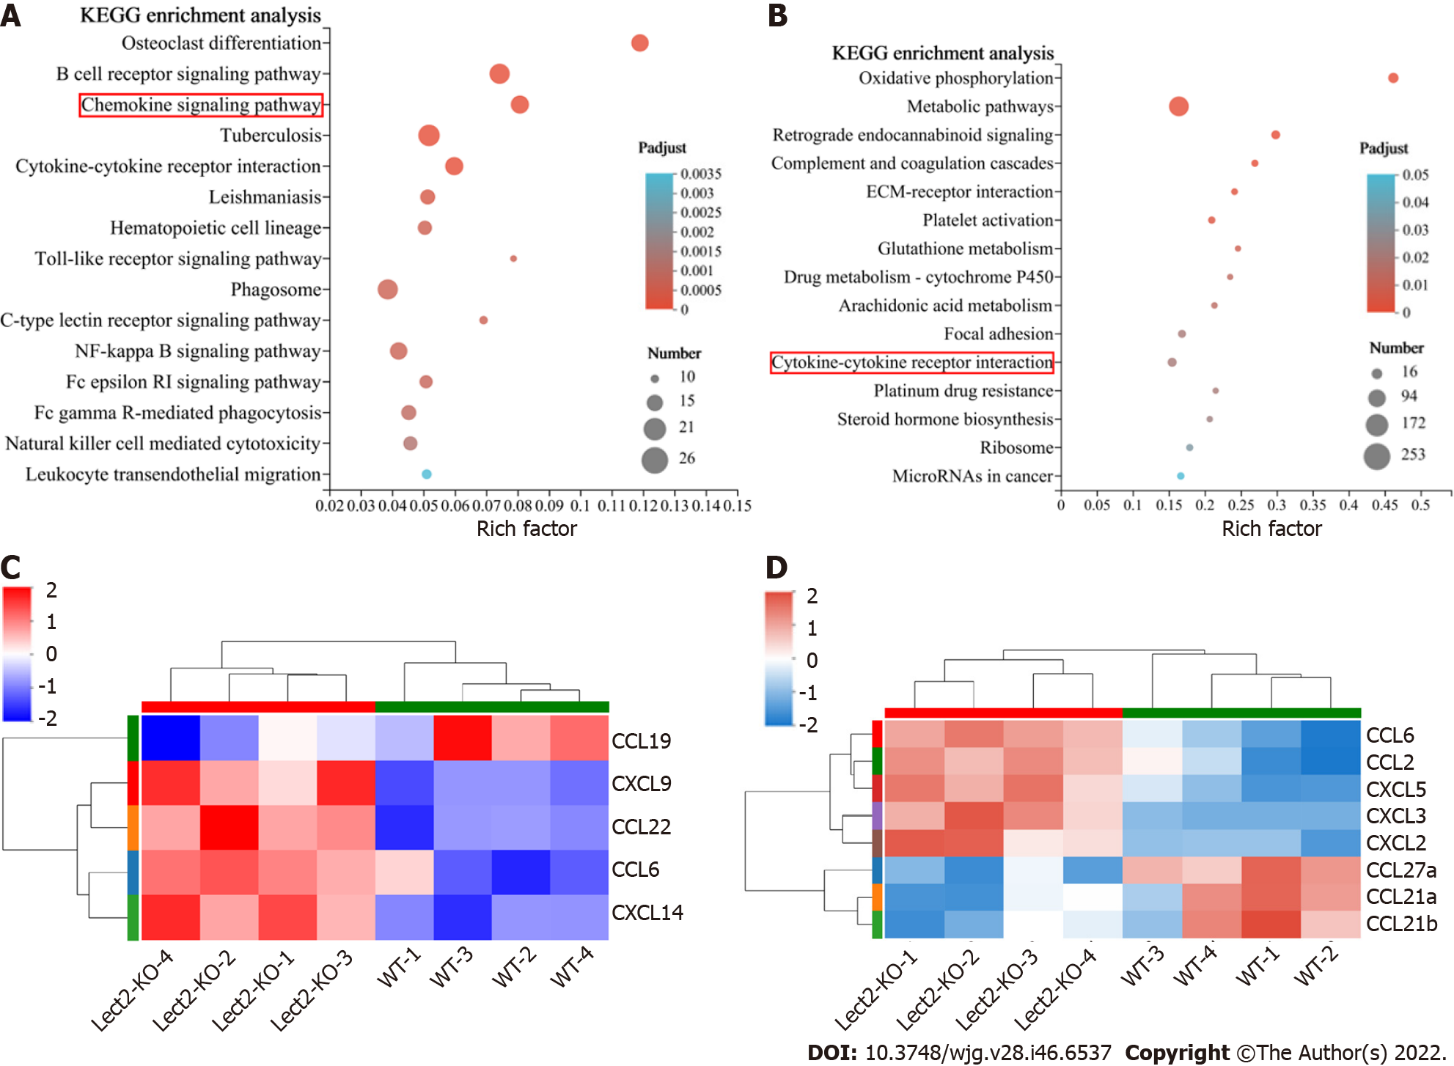 A
KEGG enrichment analysis
Osteoclast differentiation
B cell receptor signaling pathway
Chemokine signaling pathway
Tuberculosis
Cytokine-cytokine receptor interaction
Leishmaniasis
Hematopoietic cell lineage
Toll-like receptor signaling pathway
Phagosome
C-type lectin receptor signaling pathway
NF-kappa B signaling pathway
Fc epsilon RI signaling pathway
Fc gamma R-mediated phagocytosis
Natural killer cell mediated cytotoxicity
Leukocyte transendothelial migration
0.02 0.03 0.04 0.05 0.06 0.07 0.08 0.09 0.1 0.11 0.12 0.13 0.14 0.15
Rich factor
Padjust
0.0035
0.003
0.0025
0.002
0.0015
0.001
0.0005
0
Number
10
15
21
26
B
KEGG enrichment analysis
Oxidative phosphorylation
Metabolic pathways
Retrograde endocannabinoid signaling
Complement and coagulation cascades
ECM-receptor interaction
Platelet activation
Glutathione metabolism
Drug metabolism - cytochrome P450
Arachidonic acid metabolism
Focal adhesion
Cytokine-cytokine receptor interaction
Platinum drug resistance
Steroid hormone biosynthesis
Ribosome
MicroRNAs in cancer
0 0.05 0.1 0.15 0.2 0.25 0.3 0.35 0.4 0.45 0.5
Rich factor
Padjust
0.05
0.04
0.03
0.02
0.01
0
Number
16
94
172
253
C
2
1
0
-1
-2
CCL19
CXCL9
CCL22
CCL6
CXCL14
Lect2-KO-4 Lect2-KO-2 Lect2-KO-1 Lect2-KO-3 WT-1 WT-3 WT-2 WT-4
D
2
1
0
-1
-2
CCL6
CCL2
CXCL5
CXCL3
CXCL2
CCL27a
CCL21a
CCL21b
Lect2-KO-1 Lect2-KO-2 Lect2-KO-3 Lect2-KO-4 WT-3 WT-4 WT-1 WT-2
DOI: 10.3748/wjg.v28.i46.6537 Copyright ©The Author(s) 2022.